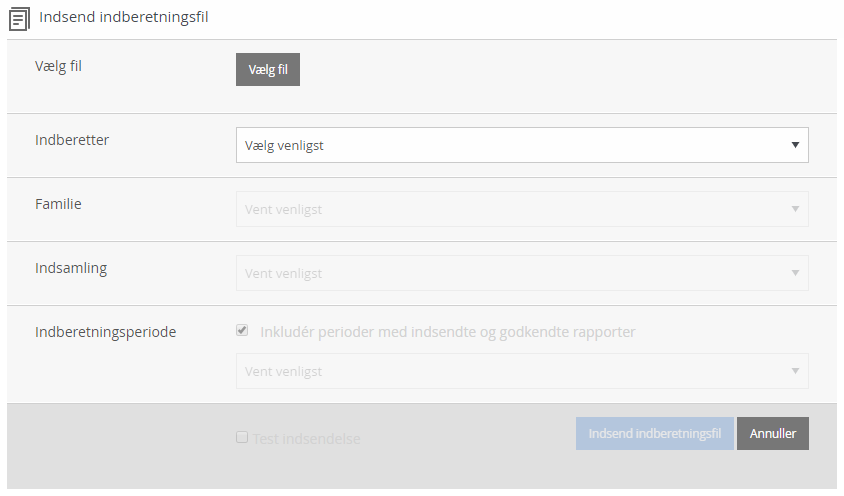 Indsend indberetningsfil
Vælg fil
Vælg fil
Indberetter
Vælg venligst
Familie
Vent venligst
Indsamling
Vent venligst
Indberetningsperiode
Inkludér perioder med indsendte og godkendte rapporter
Vent venligst
Test indsendelse
Indsend indberetningsfil
Annuller